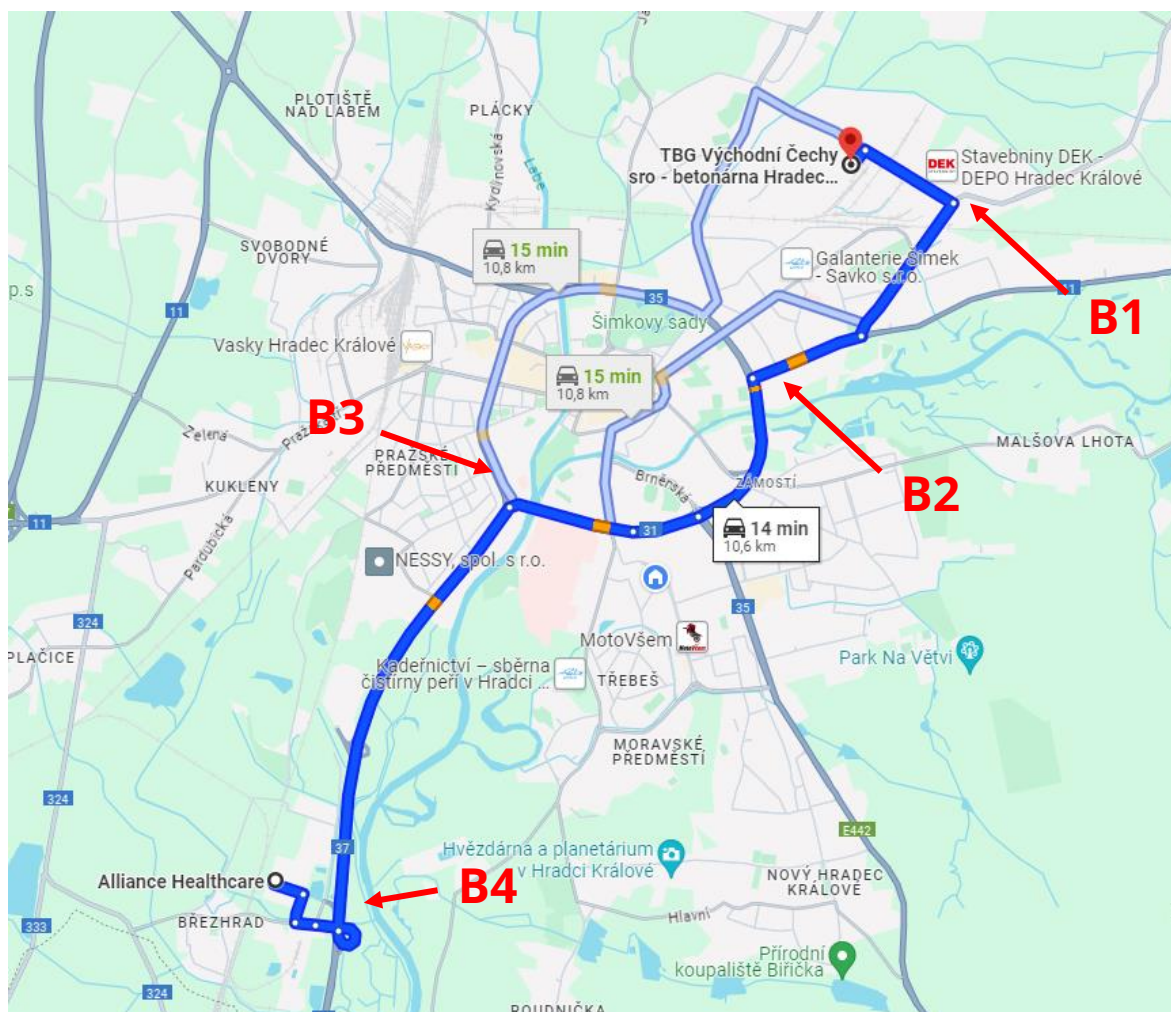 PLOTIŠTĚ
NAD LABEM
PLÁCKY
Labe
TBG Východní Čechy
sro - betonárna Hradec...
DEK
Stavebniny DEK -
DEPO Hradec Králové
SVOBODNÉ
DVORY
15 min
10,8 km
Galanterie Šimek
- Savko s.r.o.
p.s
11
35
11
B1
Šimkovy sady
Vasky Hradec Králové
15 min
10,8 km
B3
Zelená
PRAŽSKÉ
PŘEDMĚSTÍ
MALŠOVA LHOTA
KUKLENY
Brněnská
ZÁMOSTÍ
B2
11
31
14 min
10,6 km
Pardubická
NESSY, spol. s r.o.
35
324
MotoVšem
PLAČICE
Kadeřnictví – sběrna
čistírny peří v Hradci ...
TŘEBEŠ
Park Na Větvi
MORAVSKÉ
PŘEDMĚSTÍ
324
E442
37
Hvězdárna a planetárium
v Hradci Králové
Alliance Healthcare
B4
NOVÝ HRADEC
KRÁLOVÉ
BŘEZHRAD
Hlavní
333
Přírodní
koupaliště Biřička
324
ROUDNIČKA